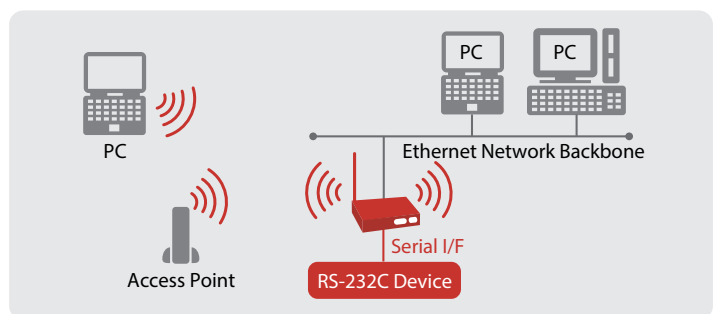 PC
PC
PC
Ethernet Network Backbone
Serial I/F
Access Point
RS-232C Device